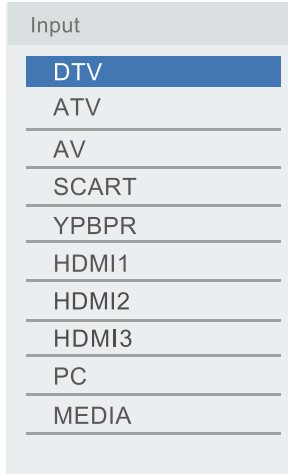 Input
DTV
ATV
AV
SCART
YPBPR
HDMI1
HDMI2
HDMI3
PC
MEDIA